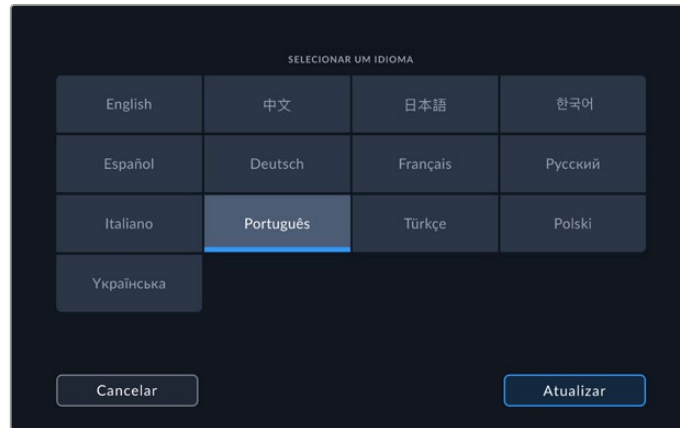 SELECIONAR UM IDIOMA
English 中文 日本語 한국어
Español Deutsch Français Русский
Italiano Português Türkçe Polski
Українська
Cancelar Atualizar